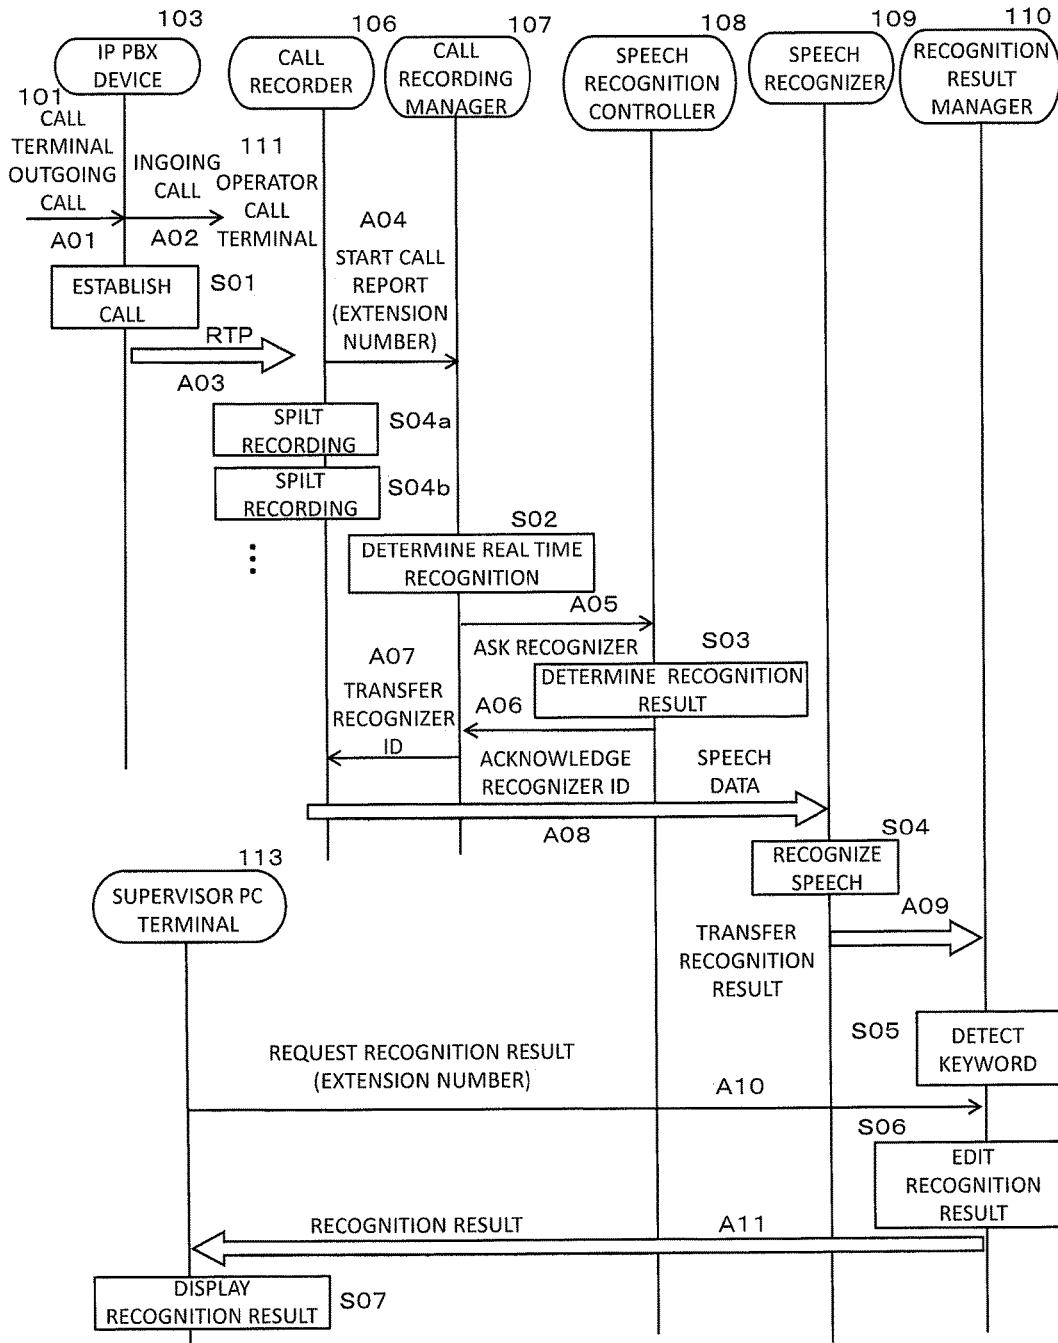 103
106
107
108
109
110
IP PBX
DEVICE
CALL
RECORDER
CALL
RECORDING
MANAGER
SPEECH
RECOGNITION
CONTROLLER
SPEECH
RECOGNIZER
RECOGNITION
RESULT
MANAGER
101
CALL
TERMINAL
OUTGOING
CALL
A01
INGOING
CALL
A02
111
OPERATOR
CALL
TERMINAL
A04
START CALL
REPORT
(EXTENSION
NUMBER)
ESTABLISH
CALL
S01
RTP
A03
SPILT
RECORDING
S04a
SPILT
RECORDING
S04b
S02
DETERMINE REAL TIME
RECOGNITION
A05
ASK RECOGNIZER
S03
DETERMINE RECOGNITION
RESULT
A07
TRANSFER
RECOGNIZER
ID
A06
ACKNOWLEDGE
RECOGNIZER ID
SPEECH
DATA
A08
S04
RECOGNIZE
SPEECH
113
SUPERVISOR PC
TERMINAL
A09
TRANSFER
RECOGNITION
RESULT
S05
DETECT
KEYWORD
REQUEST RECOGNITION RESULT
(EXTENSION NUMBER)
A10
S06
EDIT
RECOGNITION
RESULT
RECOGNITION RESULT
A11
DISPLAY
RECOGNITION RESULT
S07